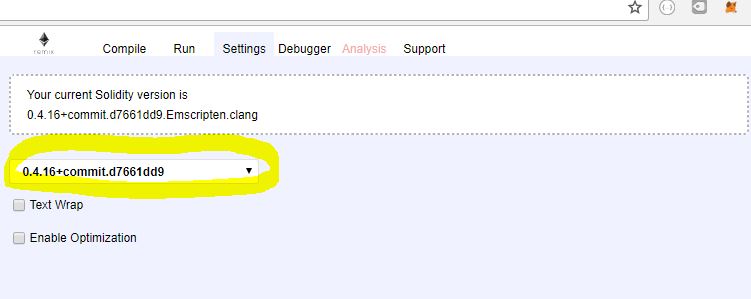 remix
Compile Run Settings Debugger Analysis Support
Your current Solidity version is
0.4.16+commit.d7661dd9.Emscripten.clang
0.4.16+commit.d7661dd9
Text Wrap
Enable Optimization